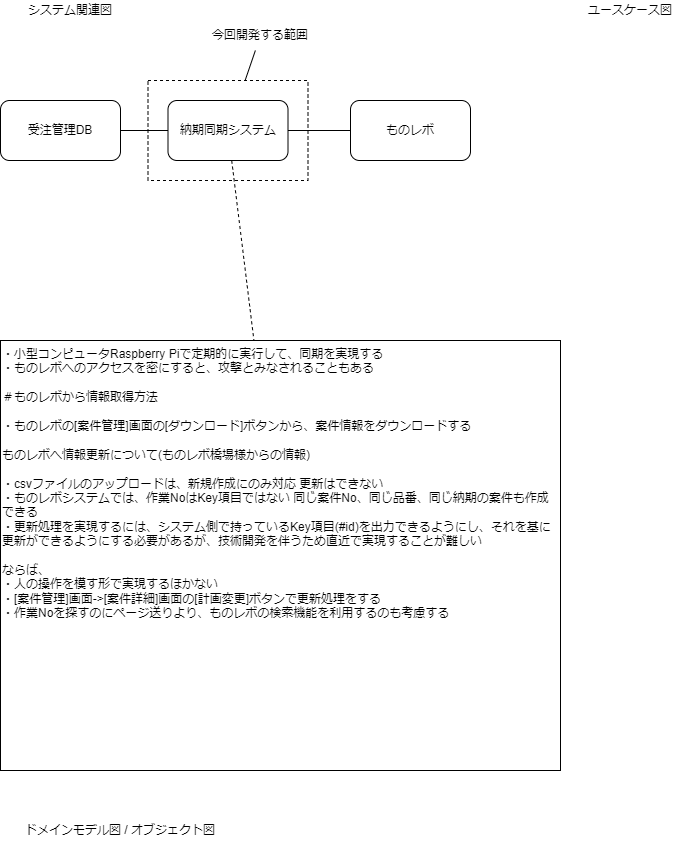 システム関連図
ユースケース図
今回開発する範囲
受注管理DB
納期同期システム
ものレボ
・小型コンピュータRaspberry Piで定期的に実行して、同期を実現する
・ものレボへのアクセスを密にすると、攻撃とみなされることもある
＃ものレボから情報取得方法
・ものレボの[案件管理]画面の[ダウンロード]ボタンから、案件情報をダウンロードする
ものレボへ情報更新について(ものレボ橋場様からの情報)
・csvファイルのアップロードは、新規作成にのみ対応 更新はできない
・ものレボシステムでは、作業NoはKey項目ではない 同じ案件No、同じ品番、同じ納期の案件も作成
できる
・更新処理を実現するには、システム側で持っているKey項目(#id)を出力できるようにし、それを基に
更新ができるようにする必要があるが、技術開発を伴うため直近で実現することが難しい
ならば、
・人の操作を模す形で実現するほかない
・[案件管理]画面->[案件詳細]画面の[計画変更]ボタンで更新処理をする
・作業Noを探すのにページ送りより、ものレボの検索機能を利用するのも考慮する
ドメインモデル図 / オブジェクト図